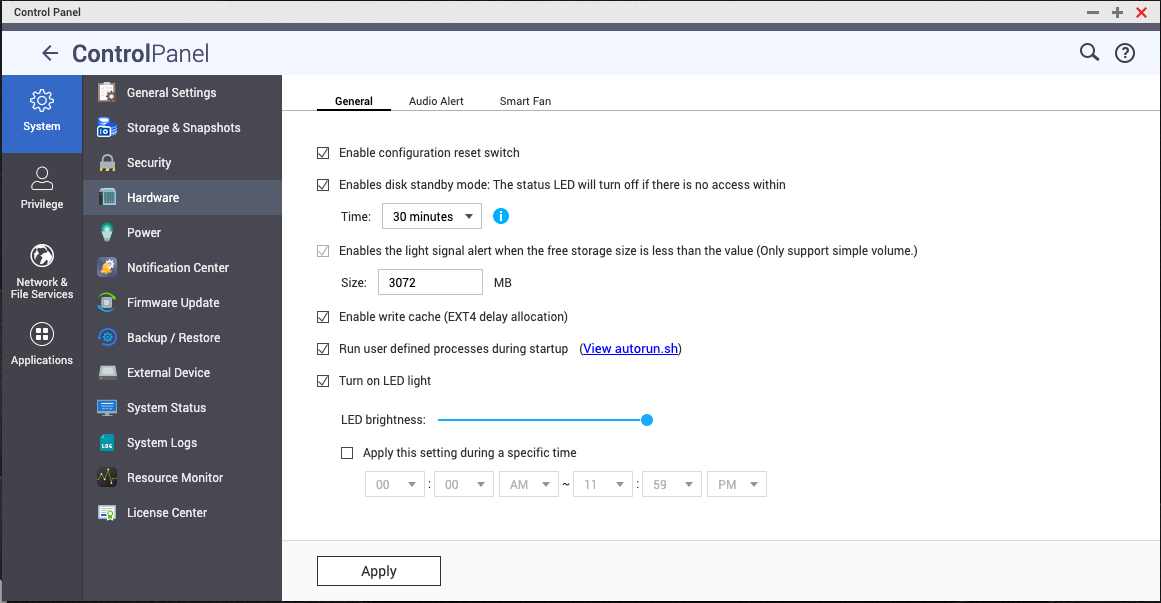 Control Panel
ControlPanel
System
Privilege
Network &
File Services
Applications
General Settings
Storage & Snapshots
Security
Hardware
Power
Notification Center
Firmware Update
Backup / Restore
External Device
System Status
LOG
System Logs
Resource Monitor
License Center
General Audio Alert Smart Fan
Enable configuration reset switch
Enables disk standby mode: The status LED will turn off if there is no access within
Time: 30 minutes i
Enables the light signal alert when the free storage size is less than the value (Only support simple volume.)
Size: 3072 MB
Enable write cache (EXT4 delay allocation)
Run user defined processes during startup (View autorun.sh)
Turn on LED light
LED brightness:
Apply this setting during a specific time
00 : 00 AM ~ 11 : 59 PM
Apply